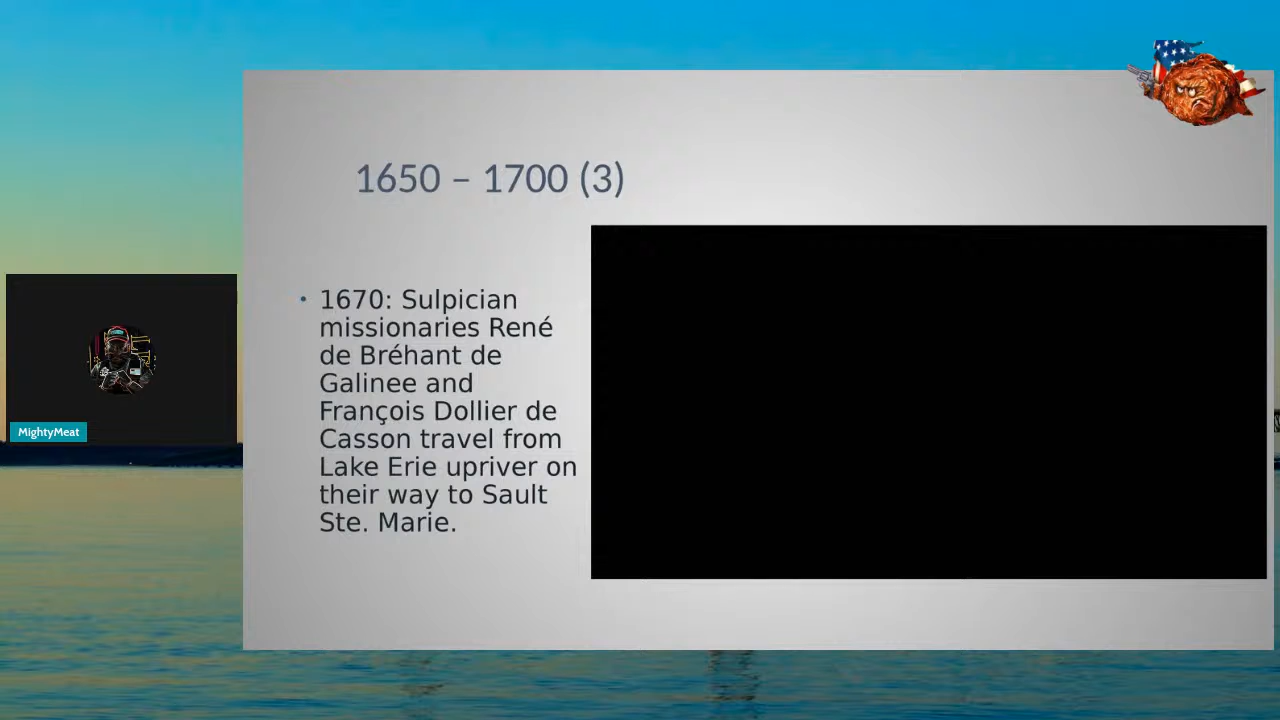 1650 – 1700 (3)
• 1670: Sulpician
missionaries René
de Bréhant de
Galinee and
François Dollier de
Casson travel from
Lake Erie upriver on
their way to Sault
Ste. Marie.
MightyMeat